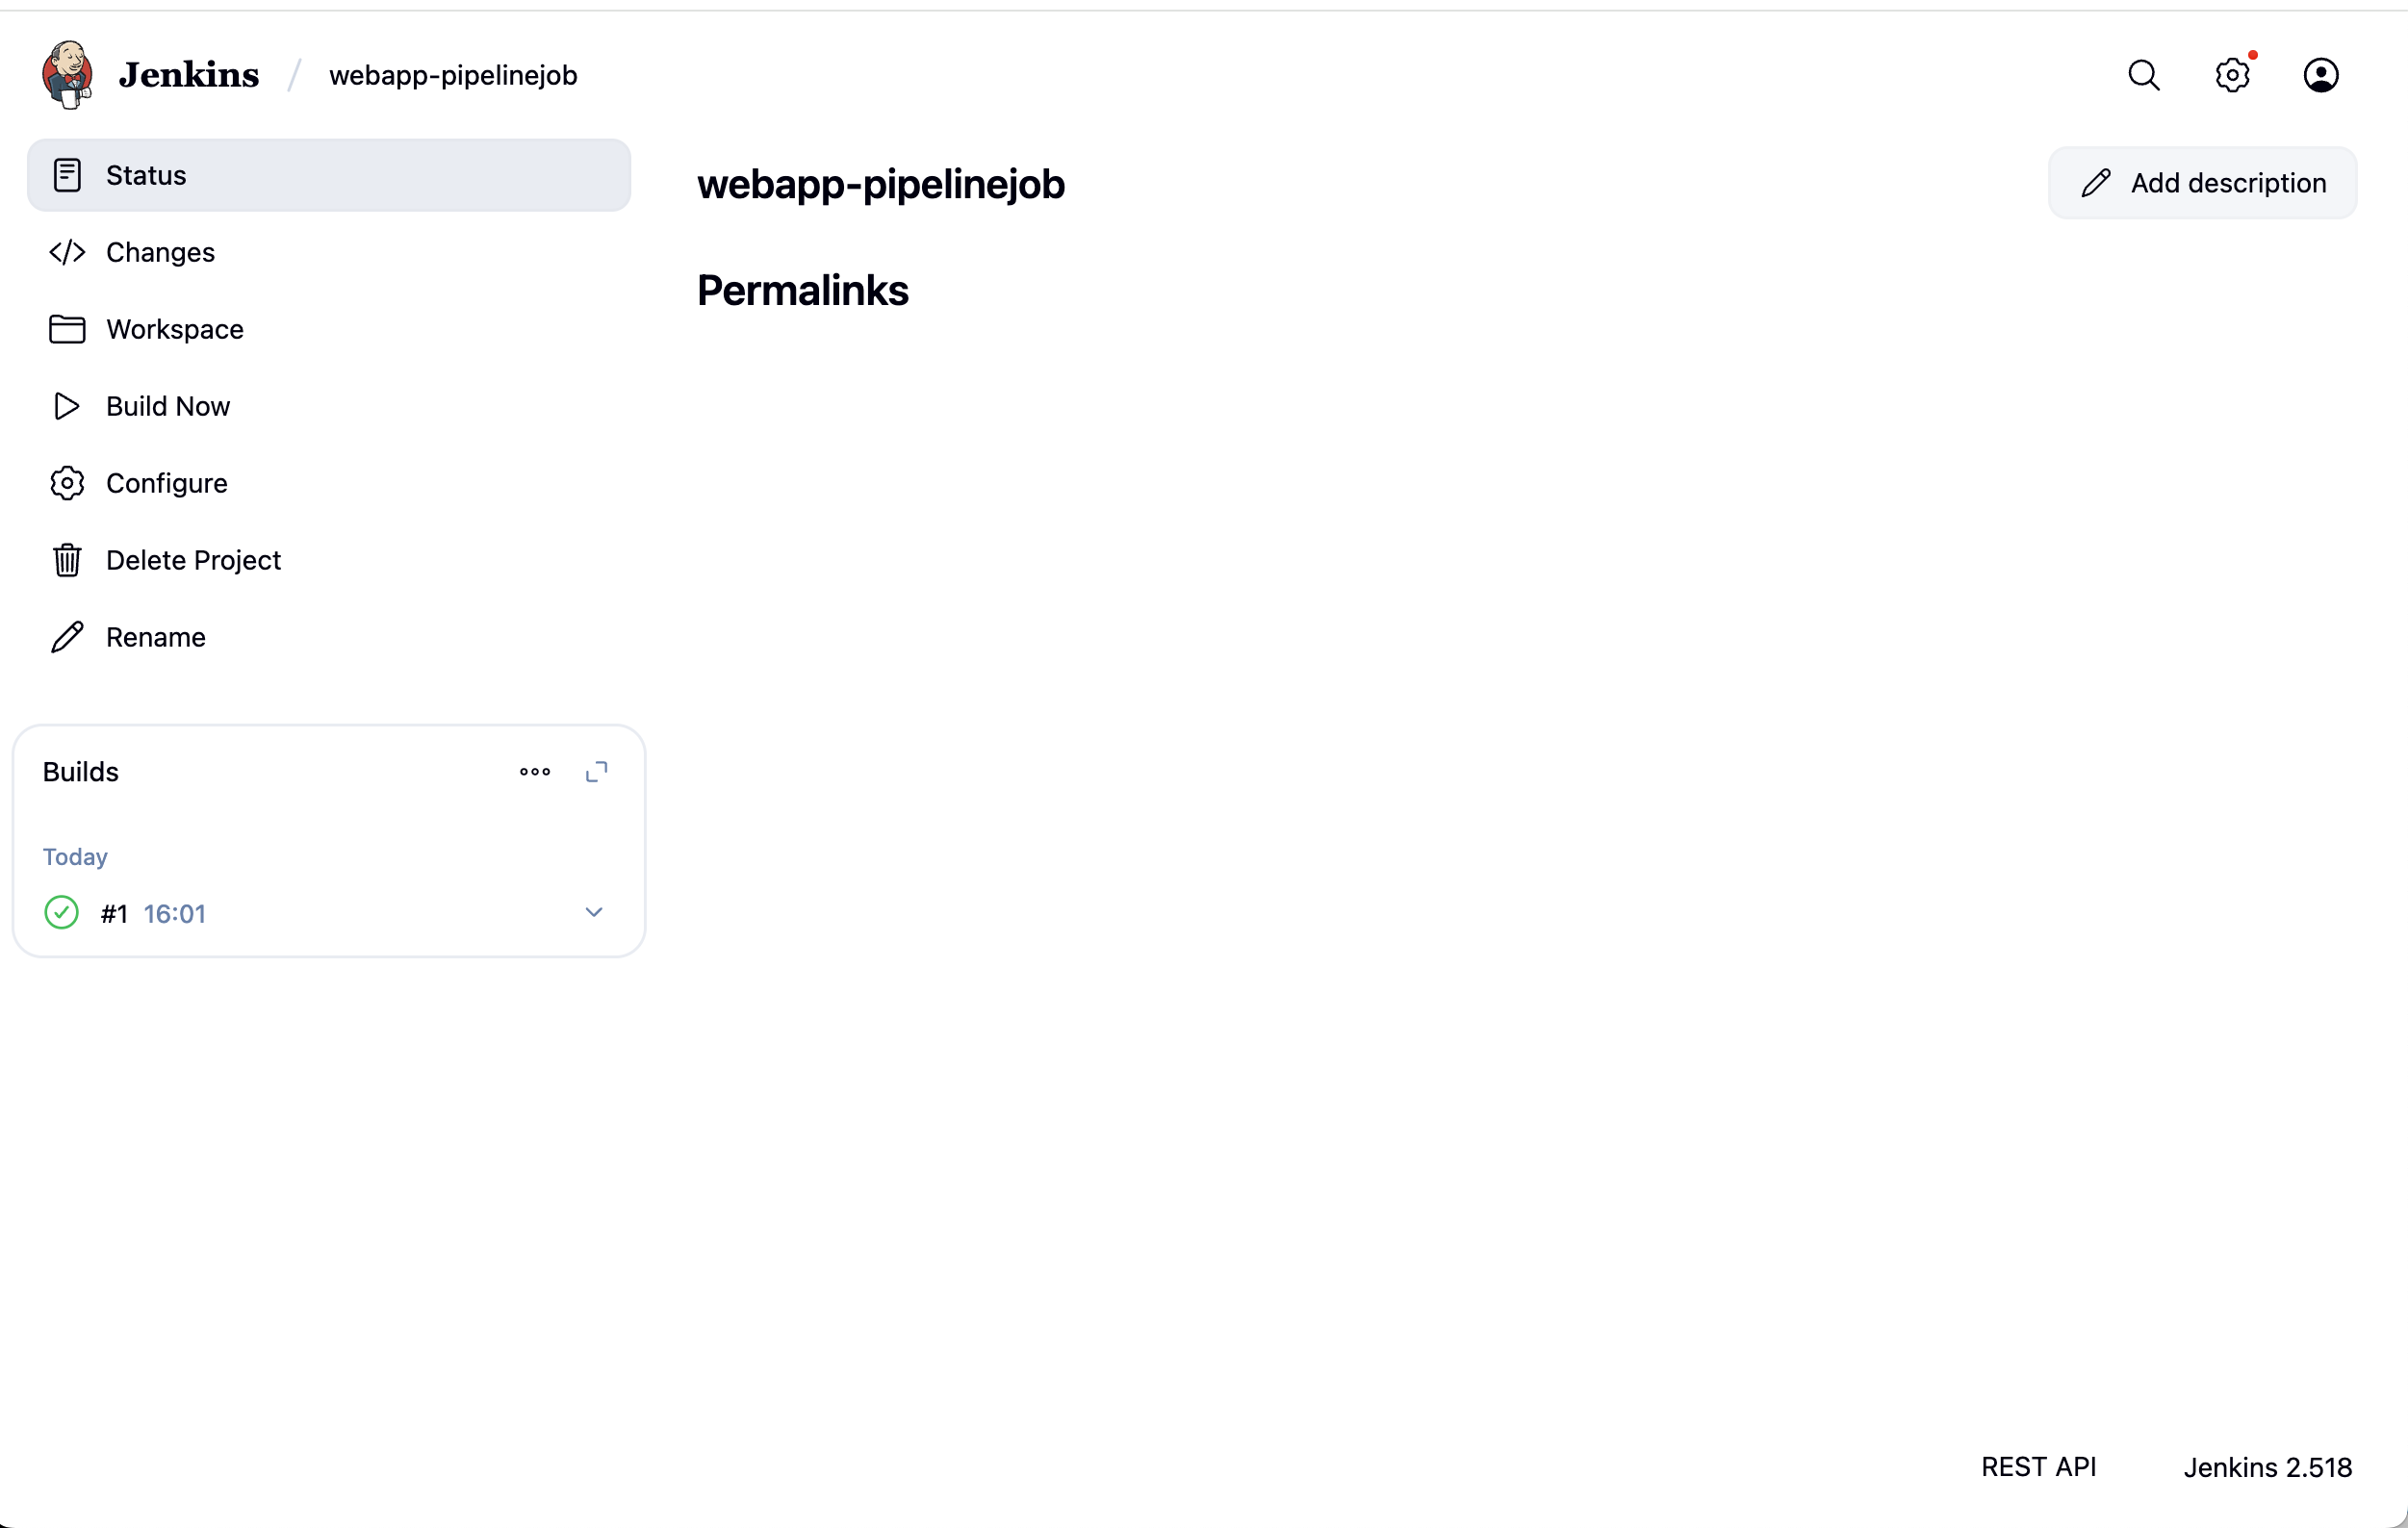 Jenkins / webapp-pipelinejob
Status
Changes
Workspace
Build Now
Configure
Delete Project
Rename
Builds
Today
#1 16:01
webapp-pipelinejob
Add description
Permalinks
REST API
Jenkins 2.518